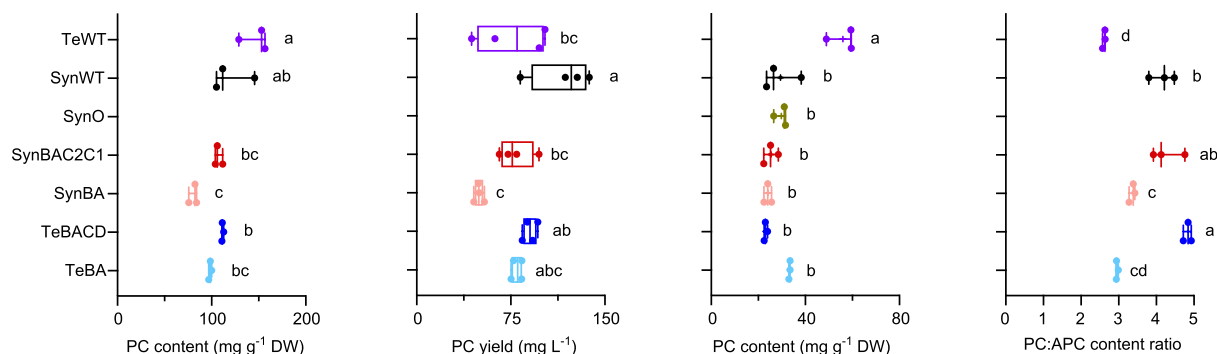 TeWT a bc a d
SynWT ab a b b
SynO b
SynBAC2C1 bc bc b ab
SynBA c c b c
TeBACD b ab b a
TeBA bc abc b cd
0 100 200 0 75 150 0 40 80 0 1 2 3 4 5
PC content (mg g⁻¹ DW) PC yield (mg L⁻¹) PC content (mg g⁻¹ DW) PC:APC content ratio